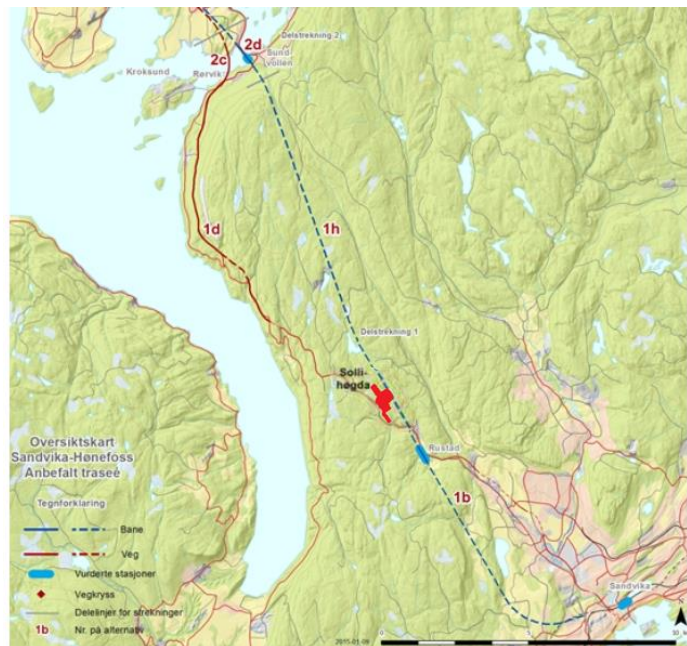 Delstrekning 2
2d
2c
Sund
vollen
Kroksund
Rørvik
1d
1h
Delstrekning 1
Solli-
høgda
Rustad
1b
Sandvika
Oversiktskart
Sandvika-Hønefoss
Anbefalt traseé
Tegnforklaring
Bane
Veg
Vurderte stasjoner
Vegkryss
Delelinjer for strekninger
1b Nr. på alternativ
2015-01-09
0